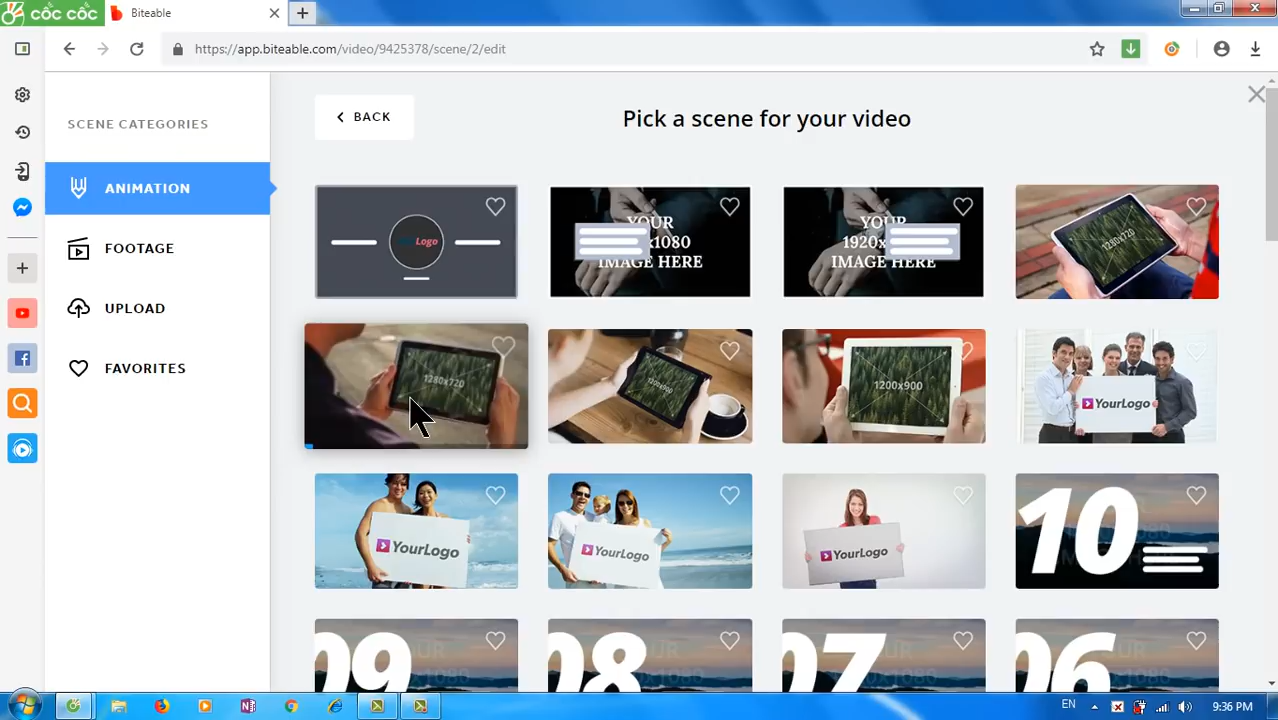 cốc cốc
Biteable
https://app.biteable.com/video/9425378/scene/2/edit
SCENE CATEGORIES
BACK
Pick a scene for your video
ANIMATION
FOOTAGE
UPLOAD
FAVORITES
Logo
YOUR
IMAGE HERE
YOUR
IMAGE HERE
1280x720
1280x720
1200x900
1200x900
YourLogo
YourLogo
YourLogo
YourLogo
10
09
08
07
06
EN
9:36 PM